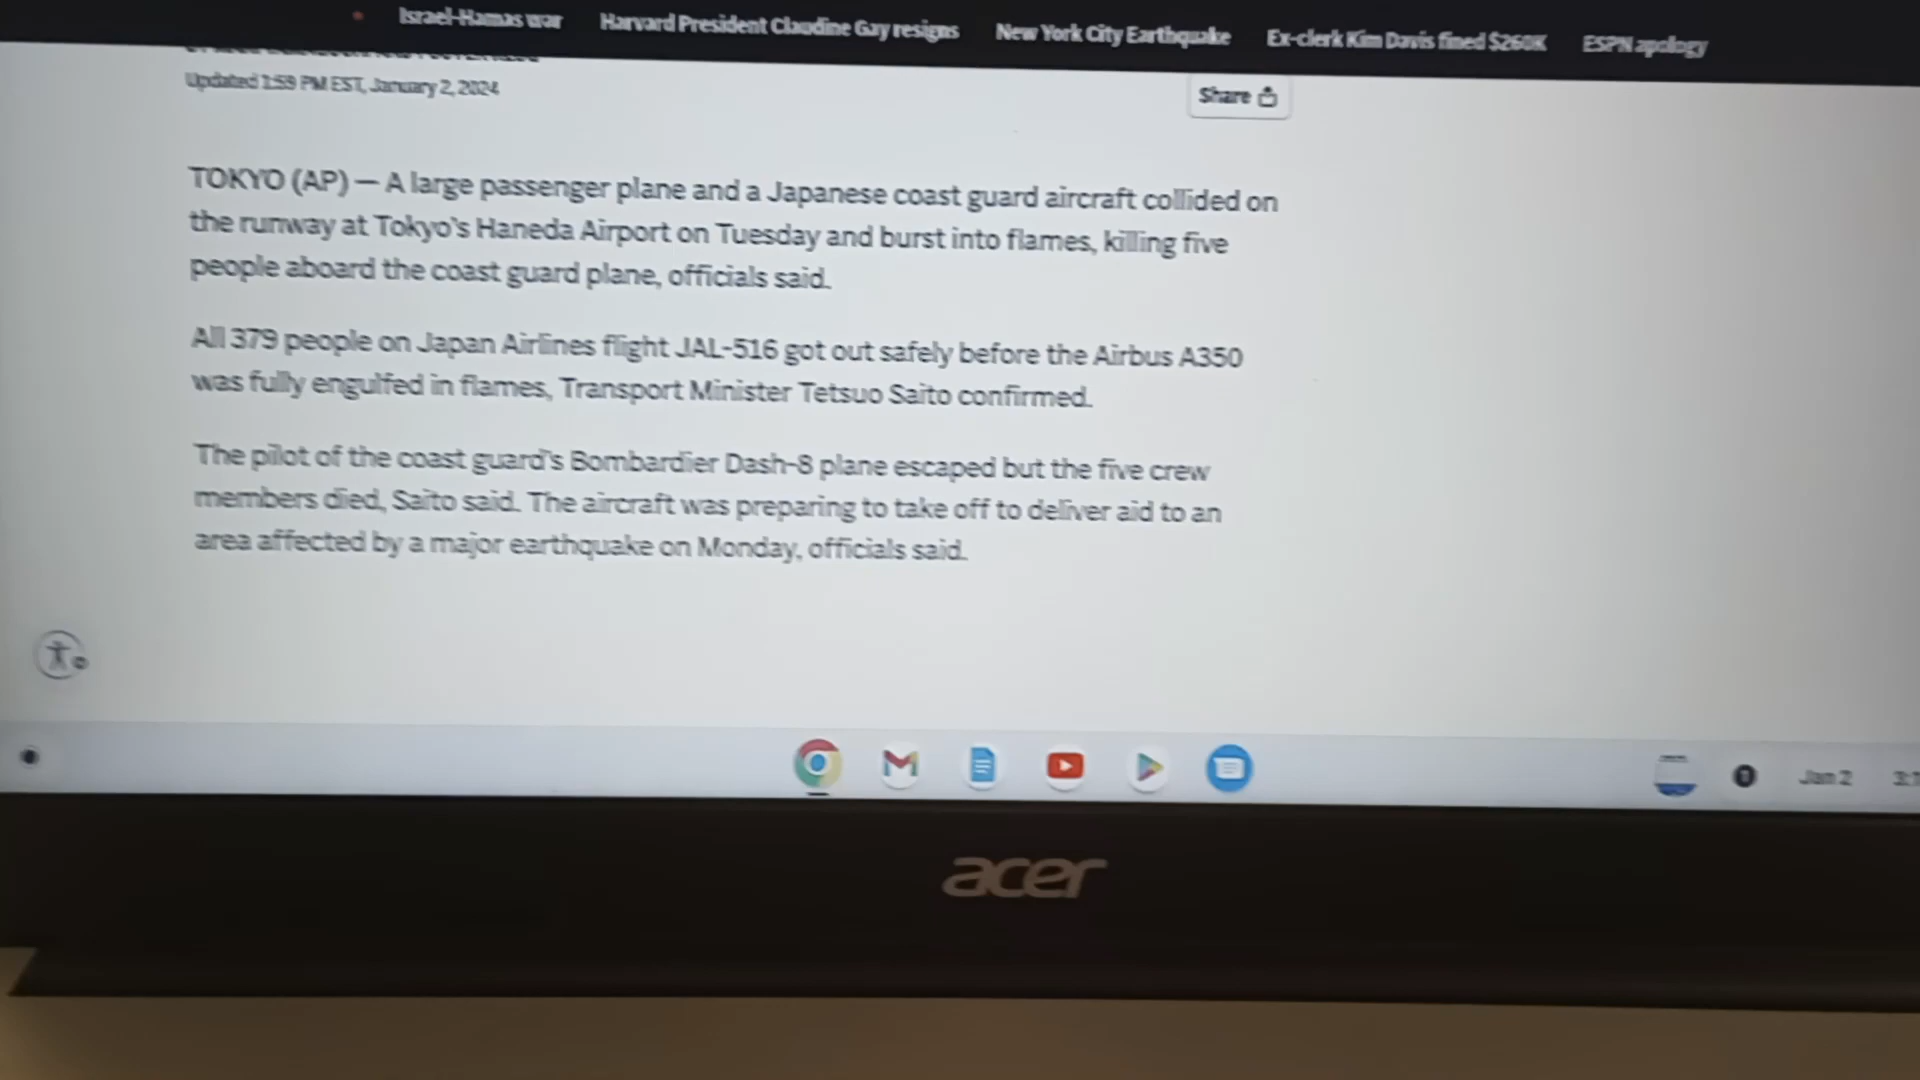 Israel-Hamas war Harvard President Claudine Gay resigns New York City Earthquake Ex-clerk Kim Davis fined $260K ESPN apology
Updated 1:59 PM EST, January 2, 2024
Share
TOKYO (AP) — A large passenger plane and a Japanese coast guard aircraft collided on
the runway at Tokyo's Haneda Airport on Tuesday and burst into flames, killing five
people aboard the coast guard plane, officials said.
All 379 people on Japan Airlines flight JAL-516 got out safely before the Airbus A350
was fully engulfed in flames, Transport Minister Tetsuo Saito confirmed.
The pilot of the coast guard's Bombardier Dash-8 plane escaped but the five crew
members died, Saito said. The aircraft was preparing to take off to deliver aid to an
area affected by a major earthquake on Monday, officials said.
Jan 2
acer